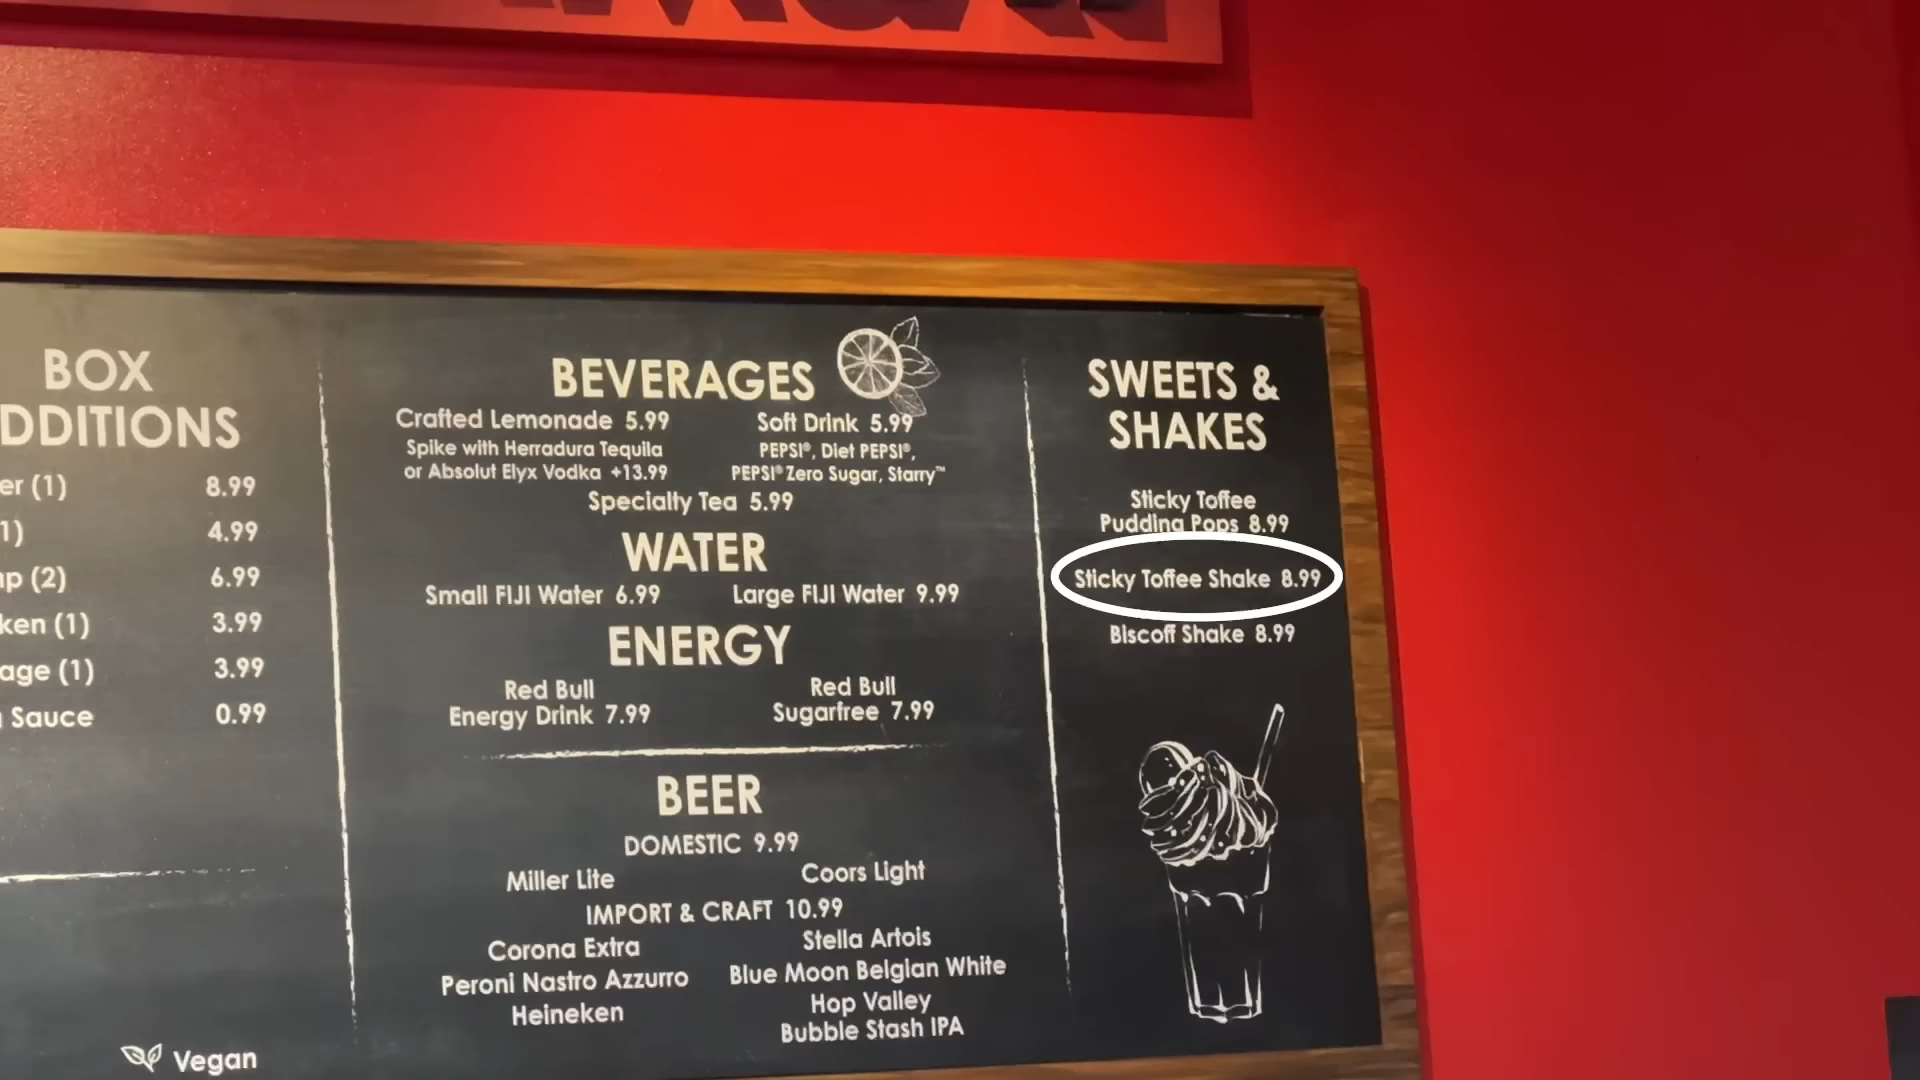 BOX
DDITIONS
er (1) 8.99
1) 4.99
p (2) 6.99
ken (1) 3.99
age (1) 3.99
Sauce 0.99
Vegan
BEVERAGES
Crafted Lemonade 5.99
Spike with Herradura Tequila
or Absolut Elyx Vodka +13.99
Soft Drink 5.99
PEPSI®, Diet PEPSI®,
PEPSI® Zero Sugar, Starry™
Specialty Tea 5.99
WATER
Small FIJI Water 6.99
Large FIJI Water 9.99
ENERGY
Red Bull
Energy Drink 7.99
Red Bull
Sugarfree 7.99
BEER
DOMESTIC 9.99
Miller Lite
Coors Light
IMPORT & CRAFT 10.99
Corona Extra
Stella Artois
Peroni Nastro Azzurro
Blue Moon Belgian White
Heineken
Hop Valley
Bubble Stash IPA
SWEETS &
SHAKES
Sticky Toffee
Pudding Pops 8.99
Sticky Toffee Shake 8.99
Biscoff Shake 8.99